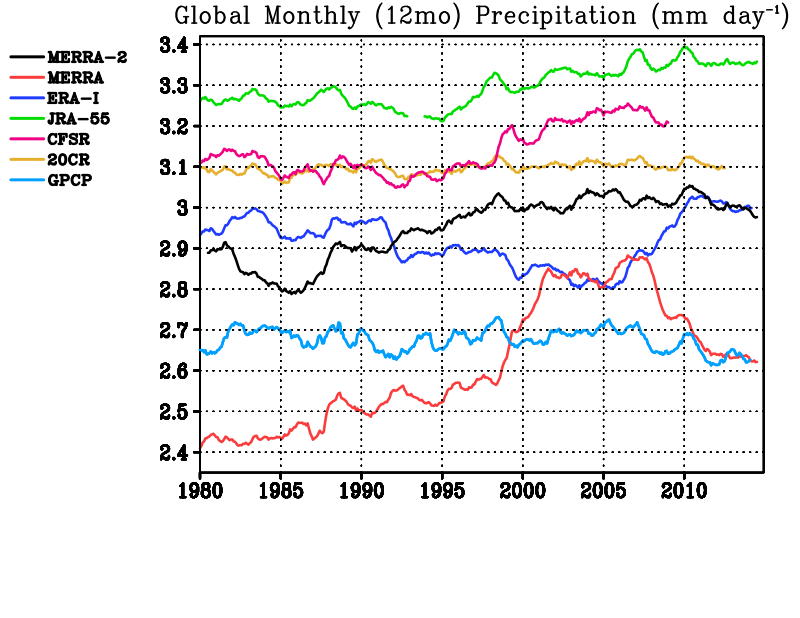 Global Monthly (12mo) Precipitation (mm day⁻¹)
MERRA-2
MERRA
ERA-I
JRA-55
CFSR
20CR
GPCP
3.4
3.3
3.2
3.1
3
2.9
2.8
2.7
2.6
2.5
2.4
1980 1985 1990 1995 2000 2005 2010